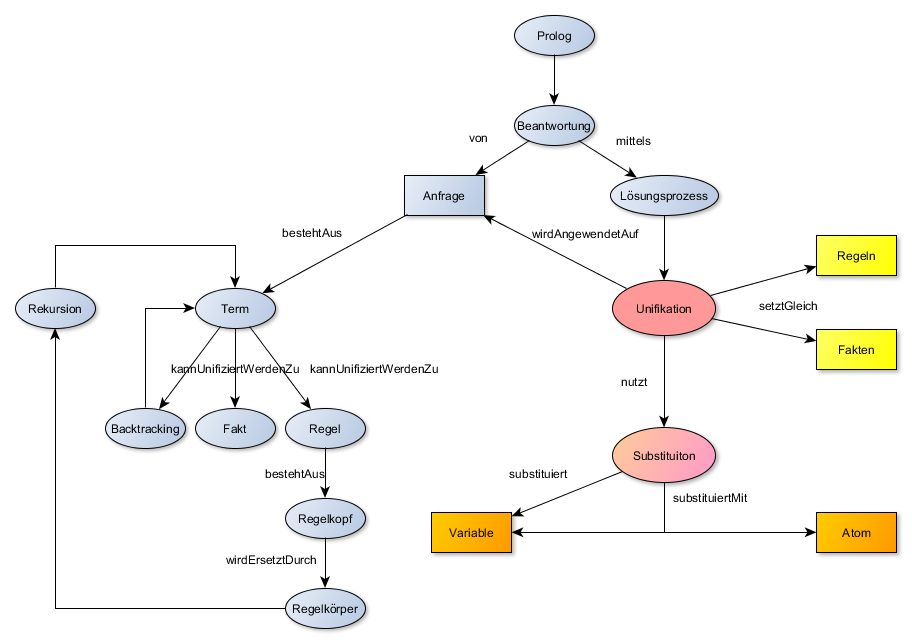 Prolog
Beantwortung
von
mittels
Anfrage
Lösungsprozess
bestehtAus
wirdAngewendetAuf
Regeln
Rekursion
Term
Unifikation
setztGleich
Fakten
kannUnifiziertWerdenZu
kannUnifiziertWerdenZu
nutzt
Backtracking
Fakt
Regel
Substituiton
bestehtAus
substituiert
substituiertMit
Regelkopf
Variable
Atom
wirdErsetztDurch
Regelkörper